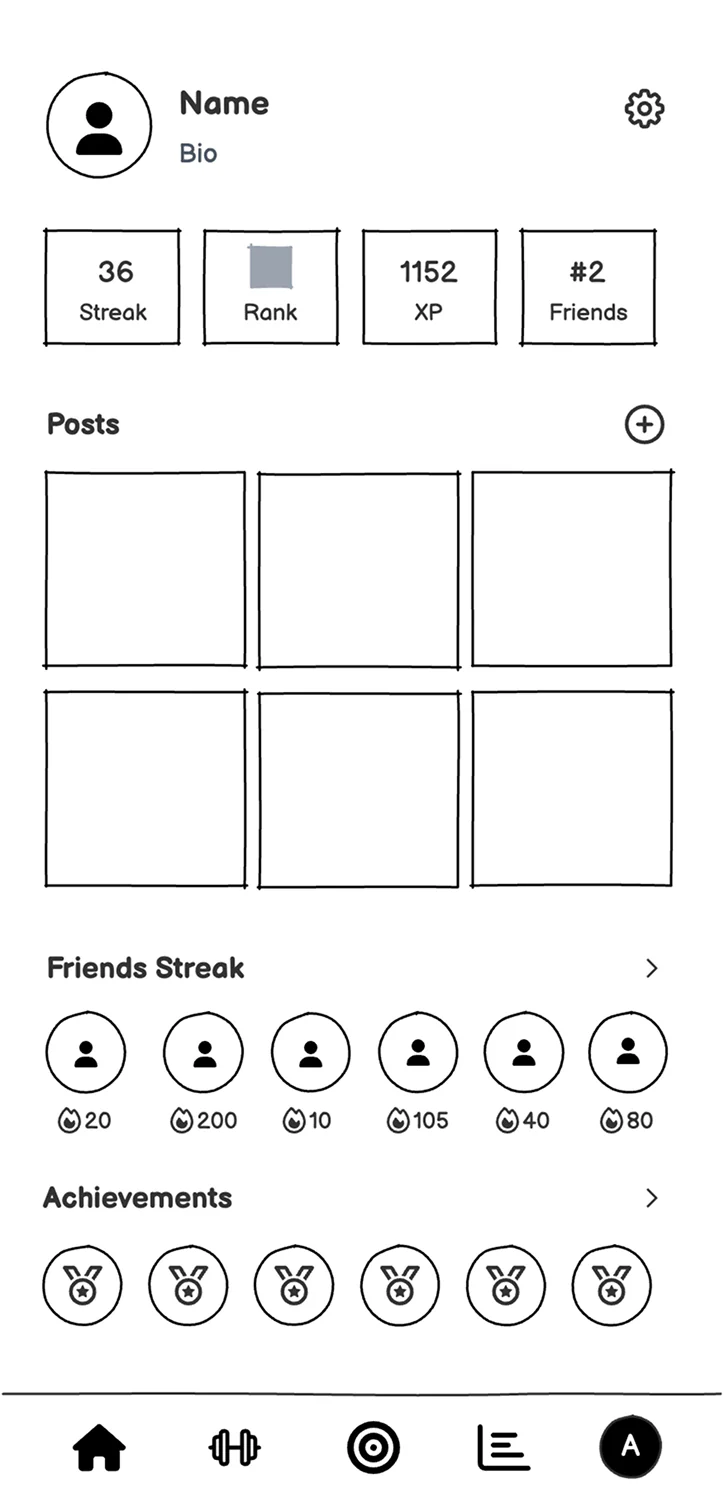 Name
Bio
36 1152 #2
Streak Rank XP Friends
Posts
Friends Streak
20 200 10 105 40 80
Achievements
A